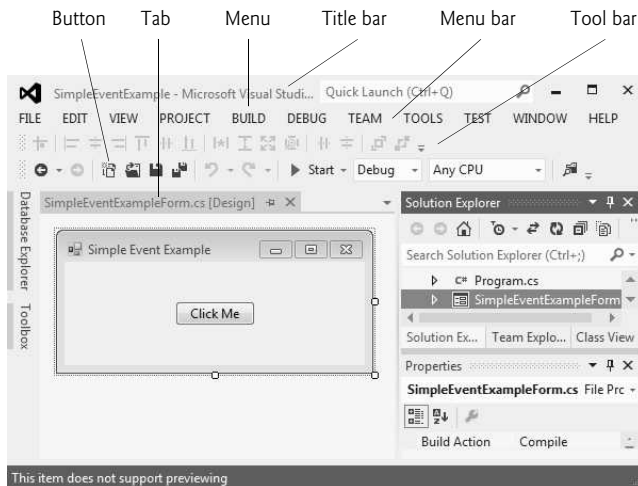 Button Tab Menu Title bar Menu bar Tool bar
SimpleEventExample - Microsoft Visual Studi... Quick Launch (Ctrl+Q)
FILE EDIT VIEW PROJECT BUILD DEBUG TEAM TOOLS TEST WINDOW HELP
Start Debug Any CPU
Database Explorer
Toolbox
SimpleEventExampleForm.cs [Design]
Simple Event Example
Click Me
Solution Explorer
Search Solution Explorer (Ctrl+;)
C# Program.cs
SimpleEventExampleForm
Solution Ex... Team Explo... Class View
Properties
SimpleEventExampleForm.cs File Prc
Build Action Compile
This item does not support previewing